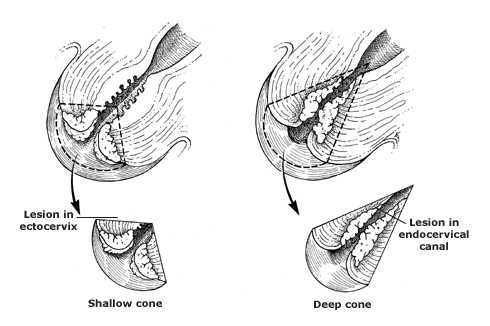 Lesion in
ectocervix
Shallow cone
Lesion in
endocervical
canal
Deep cone